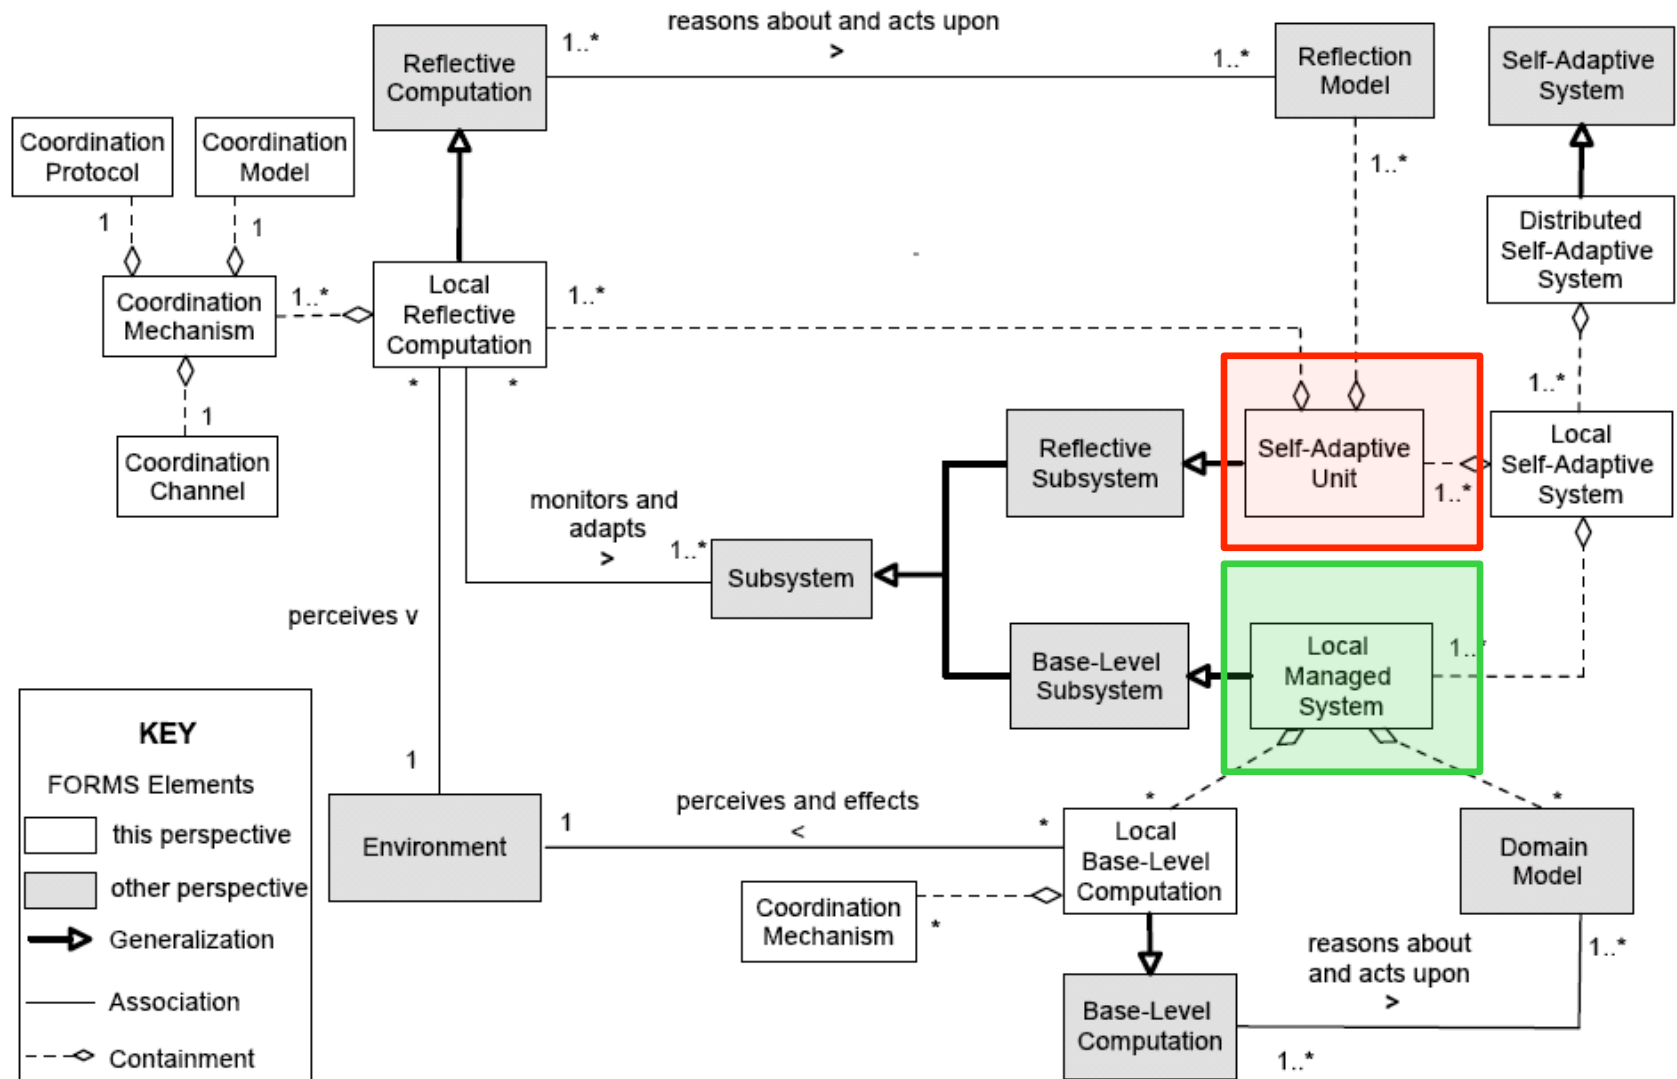 reasons about and acts upon
>
1..*
1..*
Reflective
Computation
Reflection
Model
Self-Adaptive
System
Coordination
Protocol
Coordination
Model
1..*
1
1
Distributed
Self-Adaptive
System
Coordination
Mechanism
1..*
Local
Reflective
Computation
1..*
*
*
1..*
1
Coordination
Channel
Reflective
Subsystem
Self-Adaptive
Unit
1..*
Local
Self-Adaptive
System
monitors and
adapts
>
1..*
Subsystem
perceives v
Base-Level
Subsystem
Local
Managed
System
1..*
KEY
FORMS Elements
this perspective
other perspective
Generalization
Association
Containment
1
Environment
1
perceives and effects
<
*
*
*
Local
Base-Level
Computation
Domain
Model
Coordination
Mechanism
*
reasons about
and acts upon
>
1..*
Base-Level
Computation
1..*